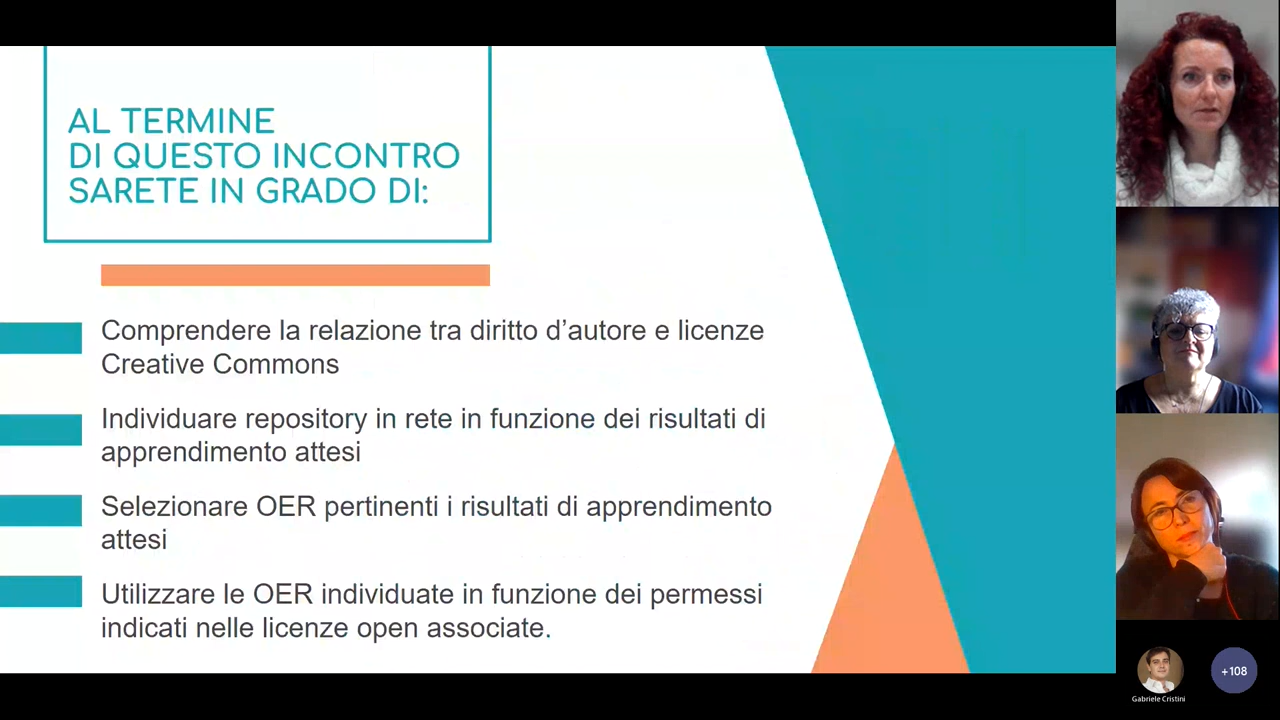 AL TERMINE
DI QUESTO INCONTRO
SARETE IN GRADO DI:
Comprendere la relazione tra diritto d’autore e licenze
Creative Commons
Individuare repository in rete in funzione dei risultati di
apprendimento attesi
Selezionare OER pertinenti i risultati di apprendimento
attesi
Utilizzare le OER individuate in funzione dei permessi
indicati nelle licenze open associate.
+108
Gabriele Cristini